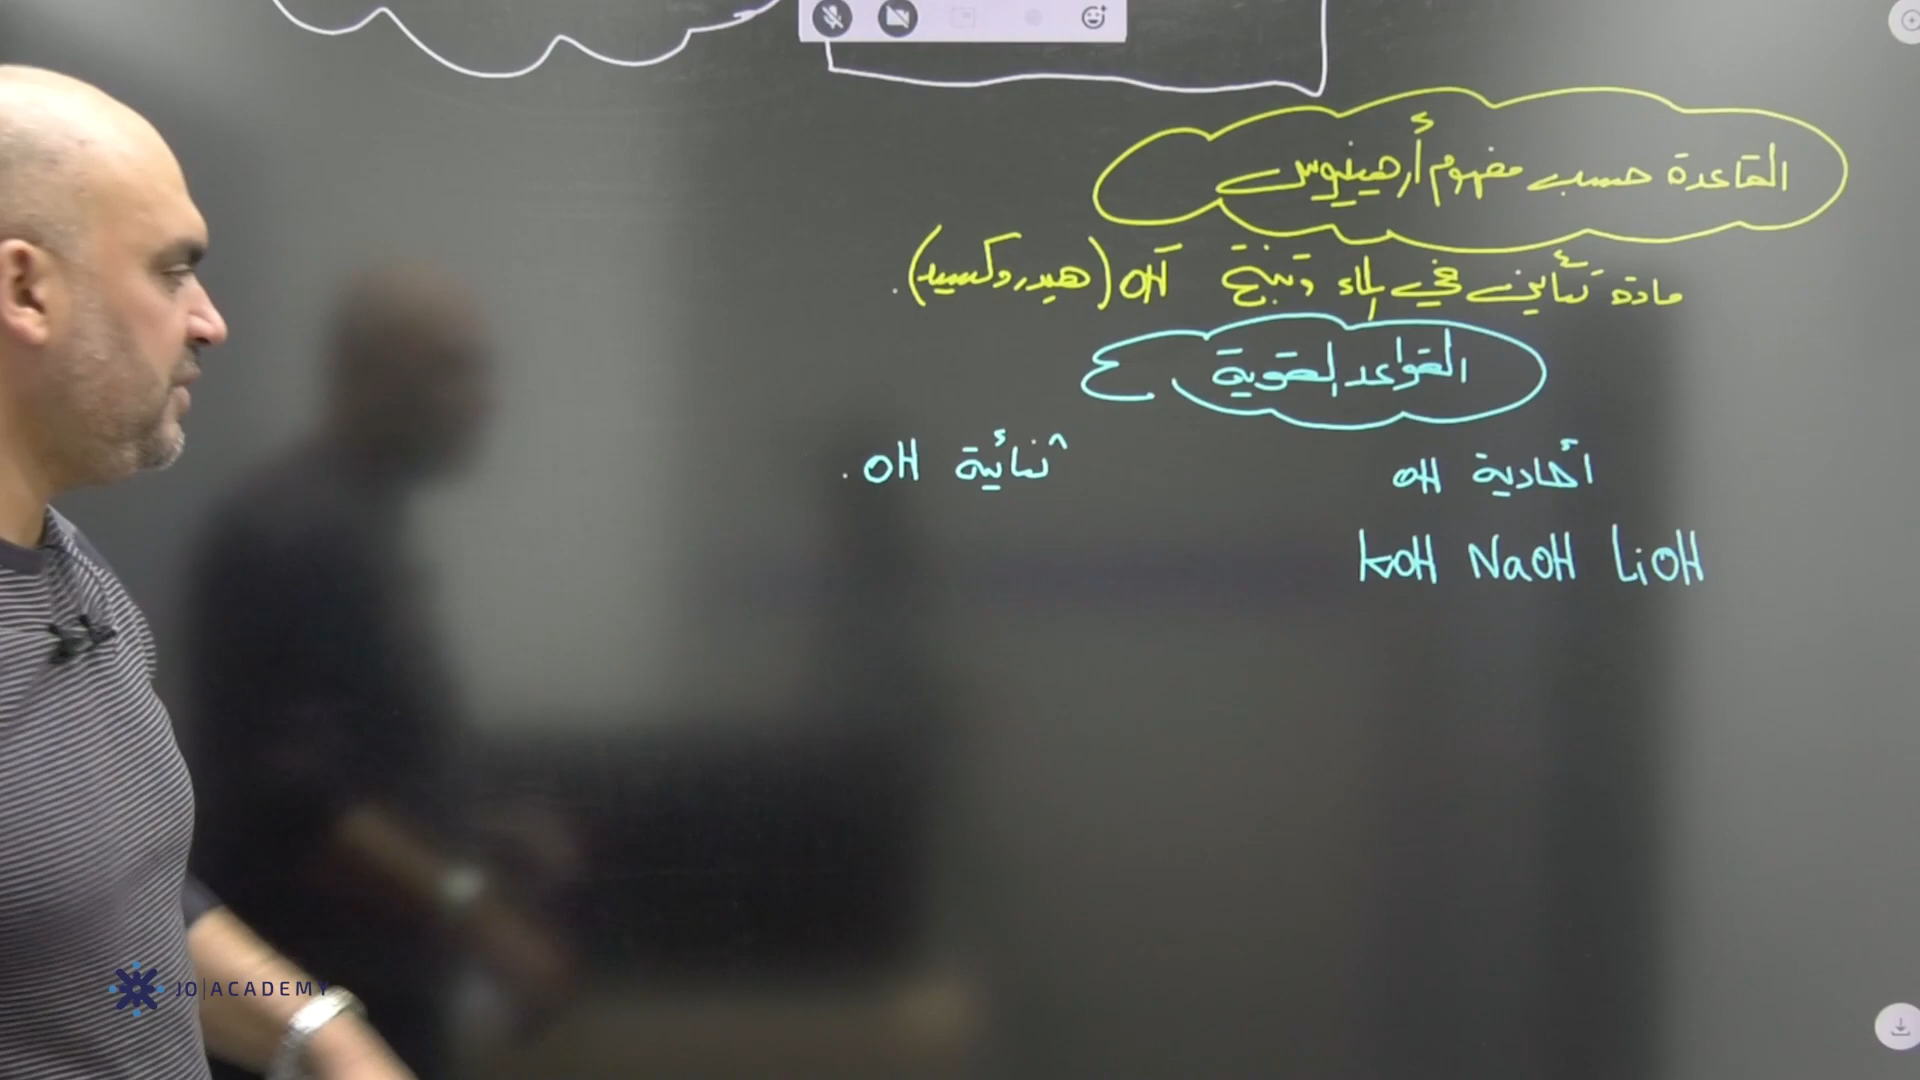 القاعدة حسب مفهوم أرهينيوس
مادة تتأين في الماء وتنتج OH⁻ (هيدروكسيد).
القواعد القوية
أحادية OH
ثنائية OH.
LiOH NaOH KOH
JO|ACADEMY